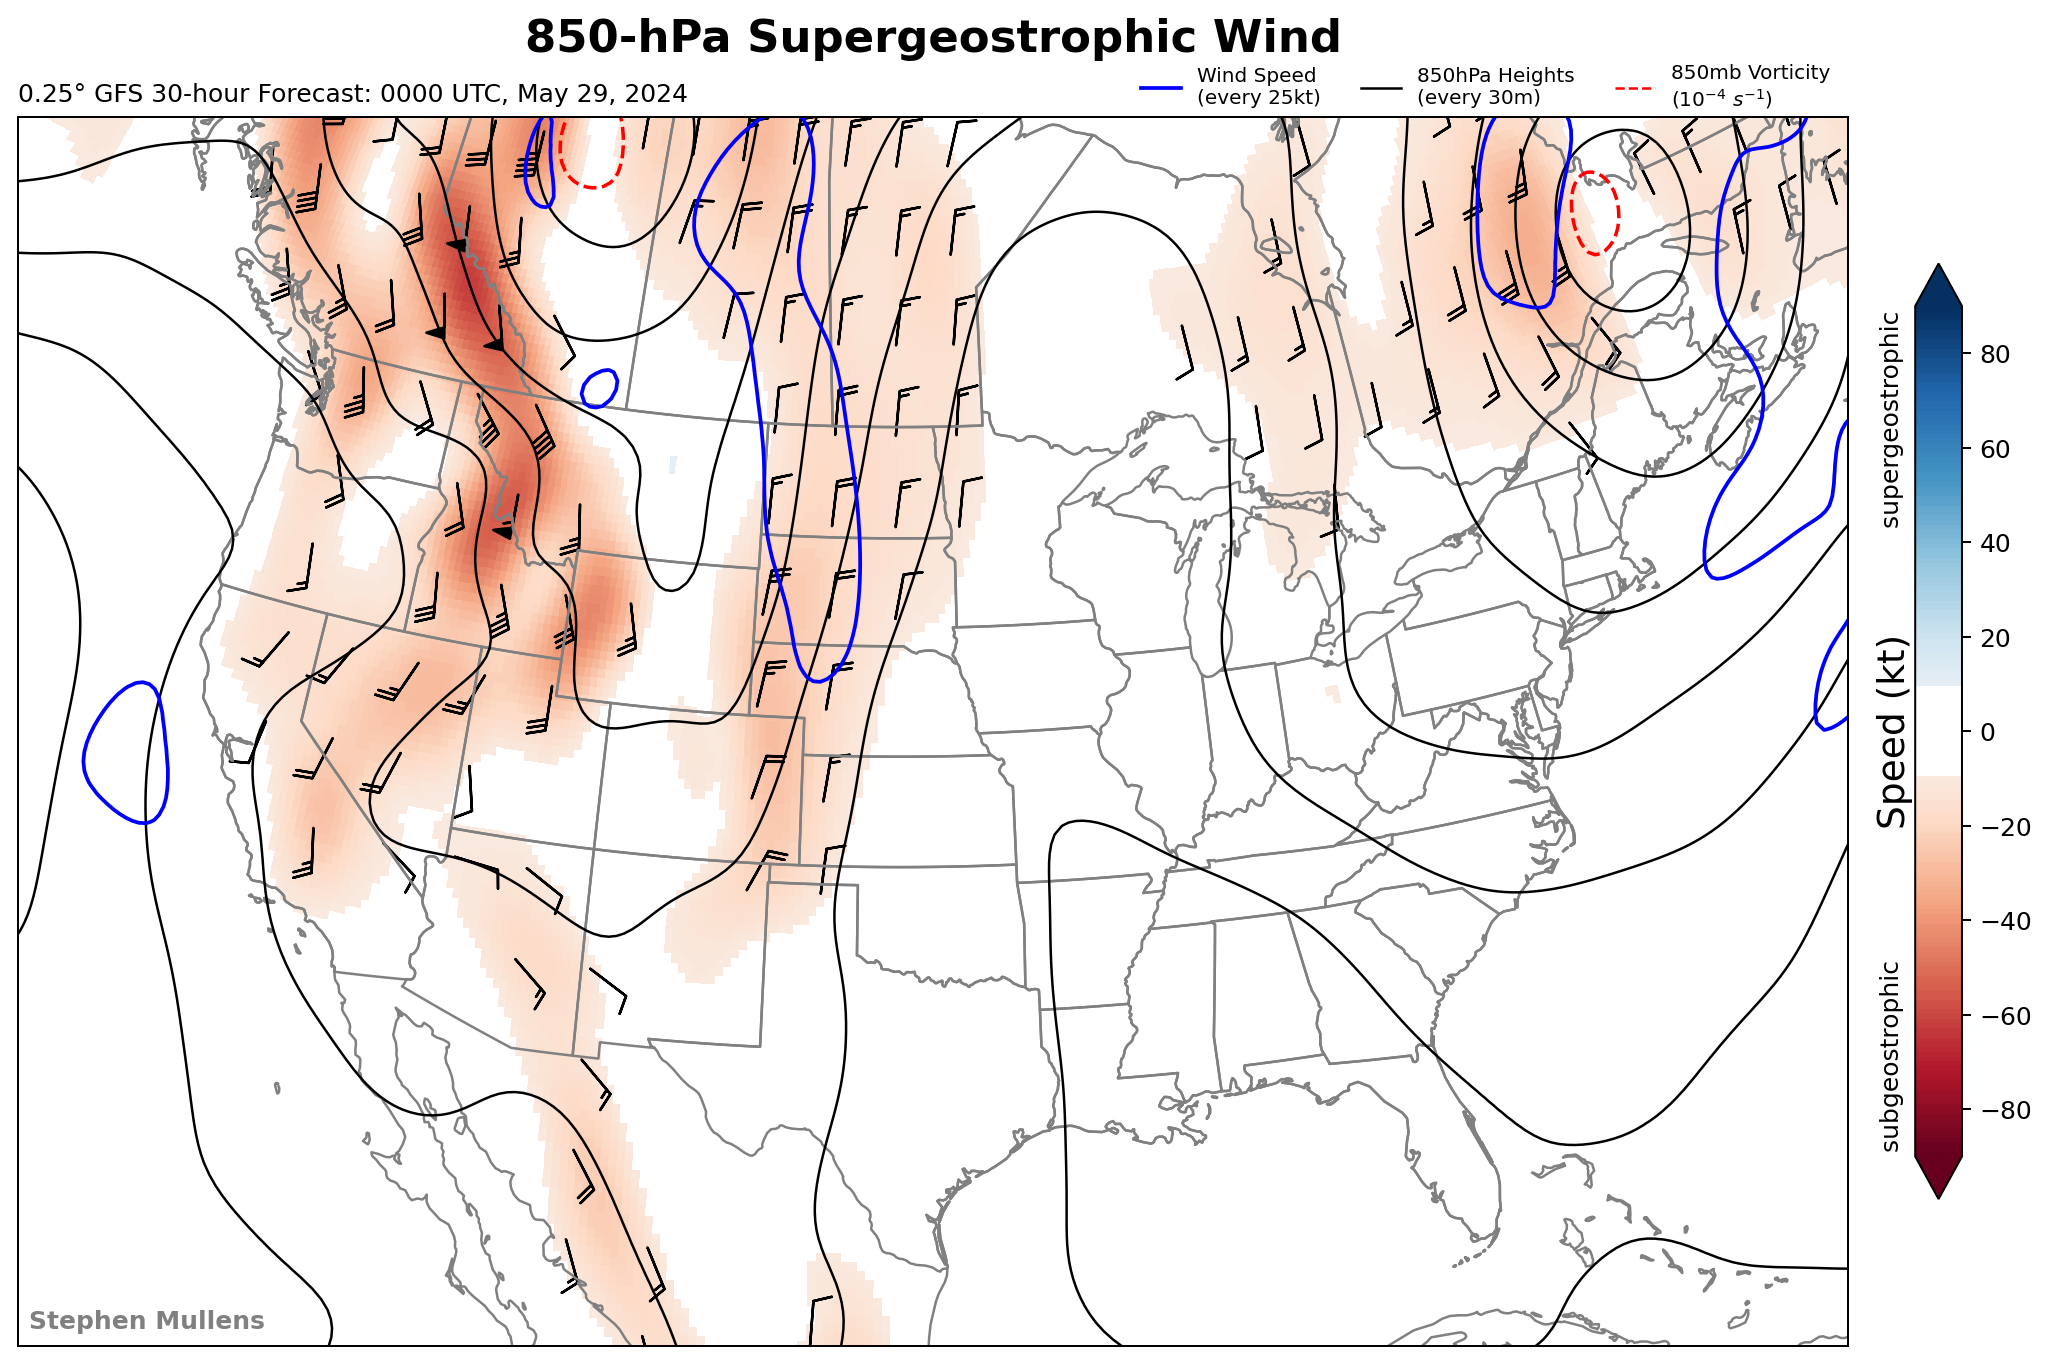 850-hPa Supergeostrophic Wind
0.25° GFS 30-hour Forecast: 0000 UTC, May 29, 2024
Wind Speed
(every 25kt)
850hPa Heights
(every 30m)
850mb Vorticity
(10⁻⁴ s⁻¹)
supergeostrophic
Speed (kt)
subgeostrophic
80
60
40
20
0
−20
−40
−60
−80
Stephen Mullens